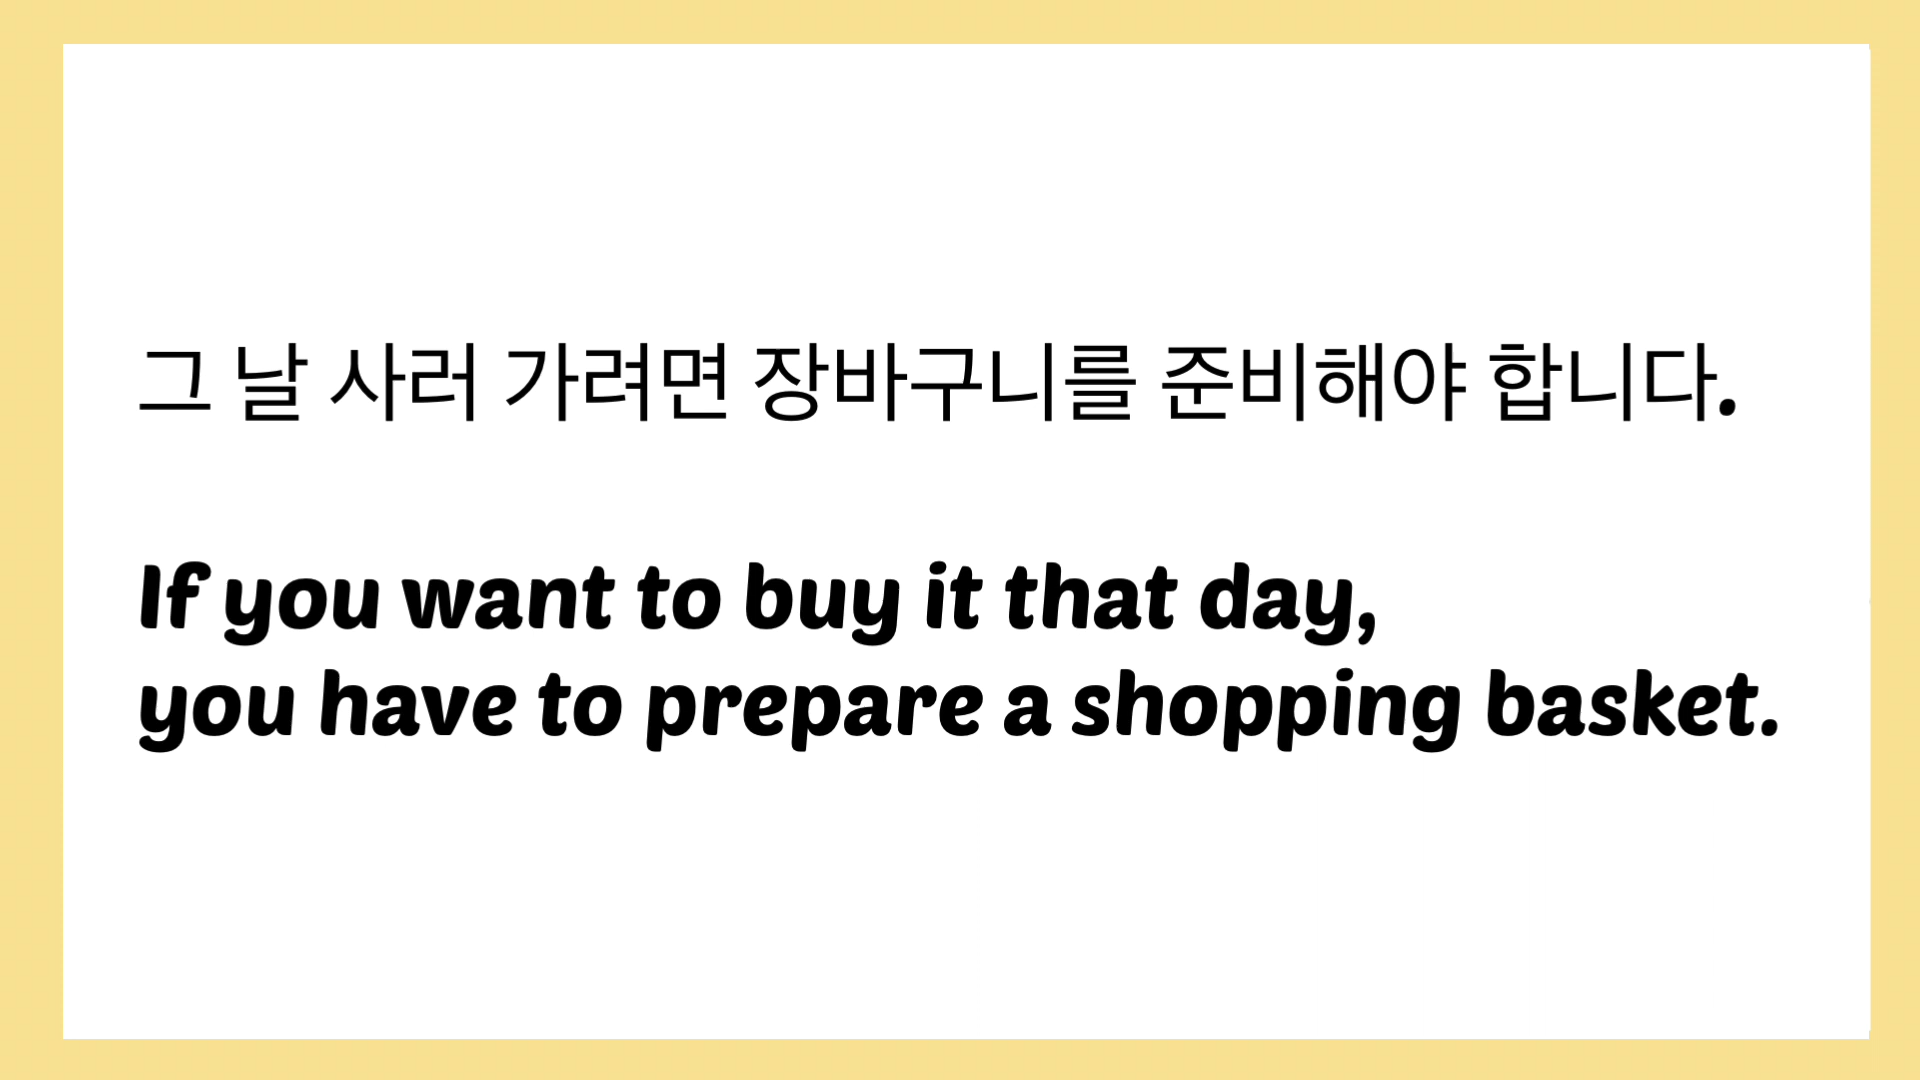 그 날 사러 가려면 장바구니를 준비해야 합니다.
If you want to buy it that day,
you have to prepare a shopping basket.